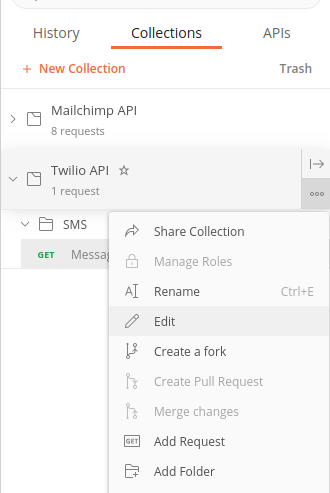 History Collections APIs
+ New Collection Trash
Mailchimp API
8 requests
Twilio API
1 request
SMS
GET Messag
Share Collection
Manage Roles
Rename Ctrl+E
Edit
Create a fork
Create Pull Request
Merge changes
GET Add Request
Add Folder